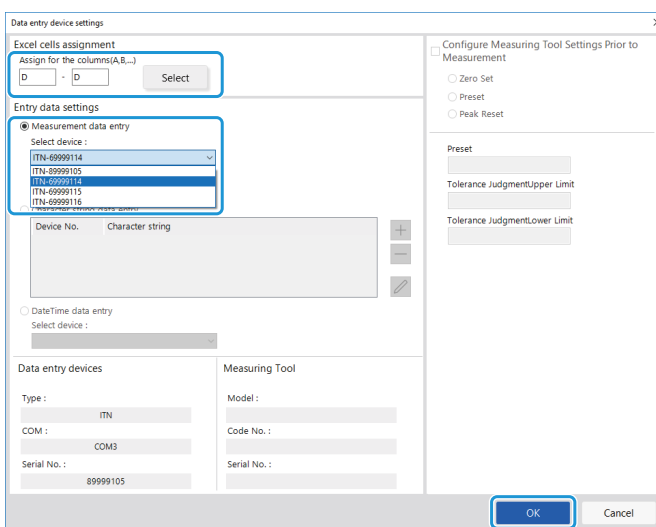 Data entry device settings
Excel cells assignment
Assign for the columns(A,B,...)
D - D Select
Entry data settings
Measurement data entry
Select device :
ITN-69999114
ITN-89999105
ITN-69999114
ITN-69999115
ITN-69999116
Character string data entry
Device No. Character string
DateTime data entry
Select device :
Data entry devices
Type :
ITN
COM :
COM3
Serial No. :
89999105
Measuring Tool
Model :
Code No. :
Serial No. :
Configure Measuring Tool Settings Prior to
Measurement
Zero Set
Preset
Peak Reset
Preset
Tolerance JudgmentUpper Limit
Tolerance JudgmentLower Limit
OK Cancel